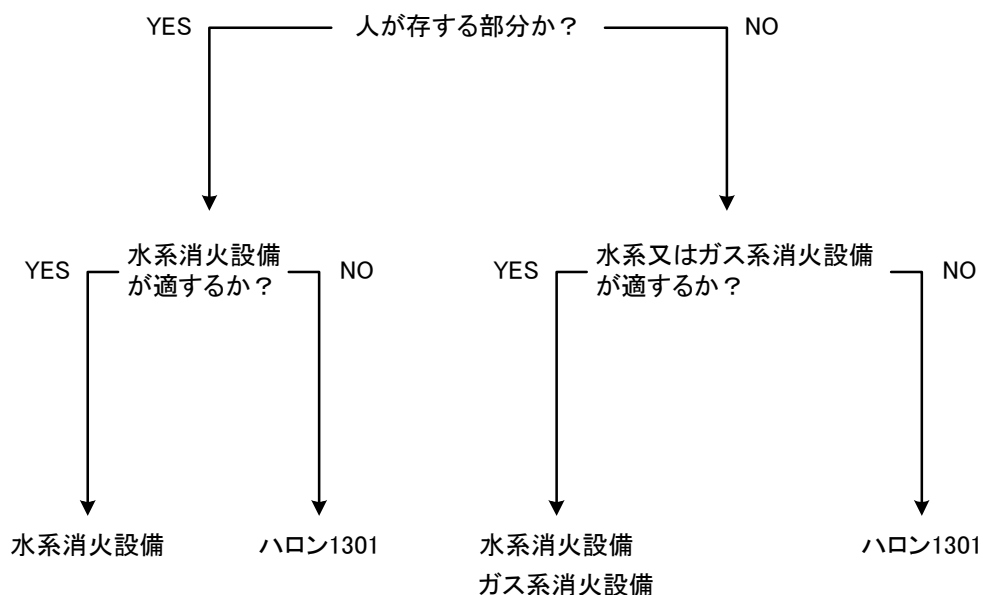 YES 人が存する部分か？ NO
YES 水系消火設備が適するか？ NO
YES 水系又はガス系消火設備が適するか？ NO
水系消火設備
ハロン1301
水系消火設備
ガス系消火設備
ハロン1301